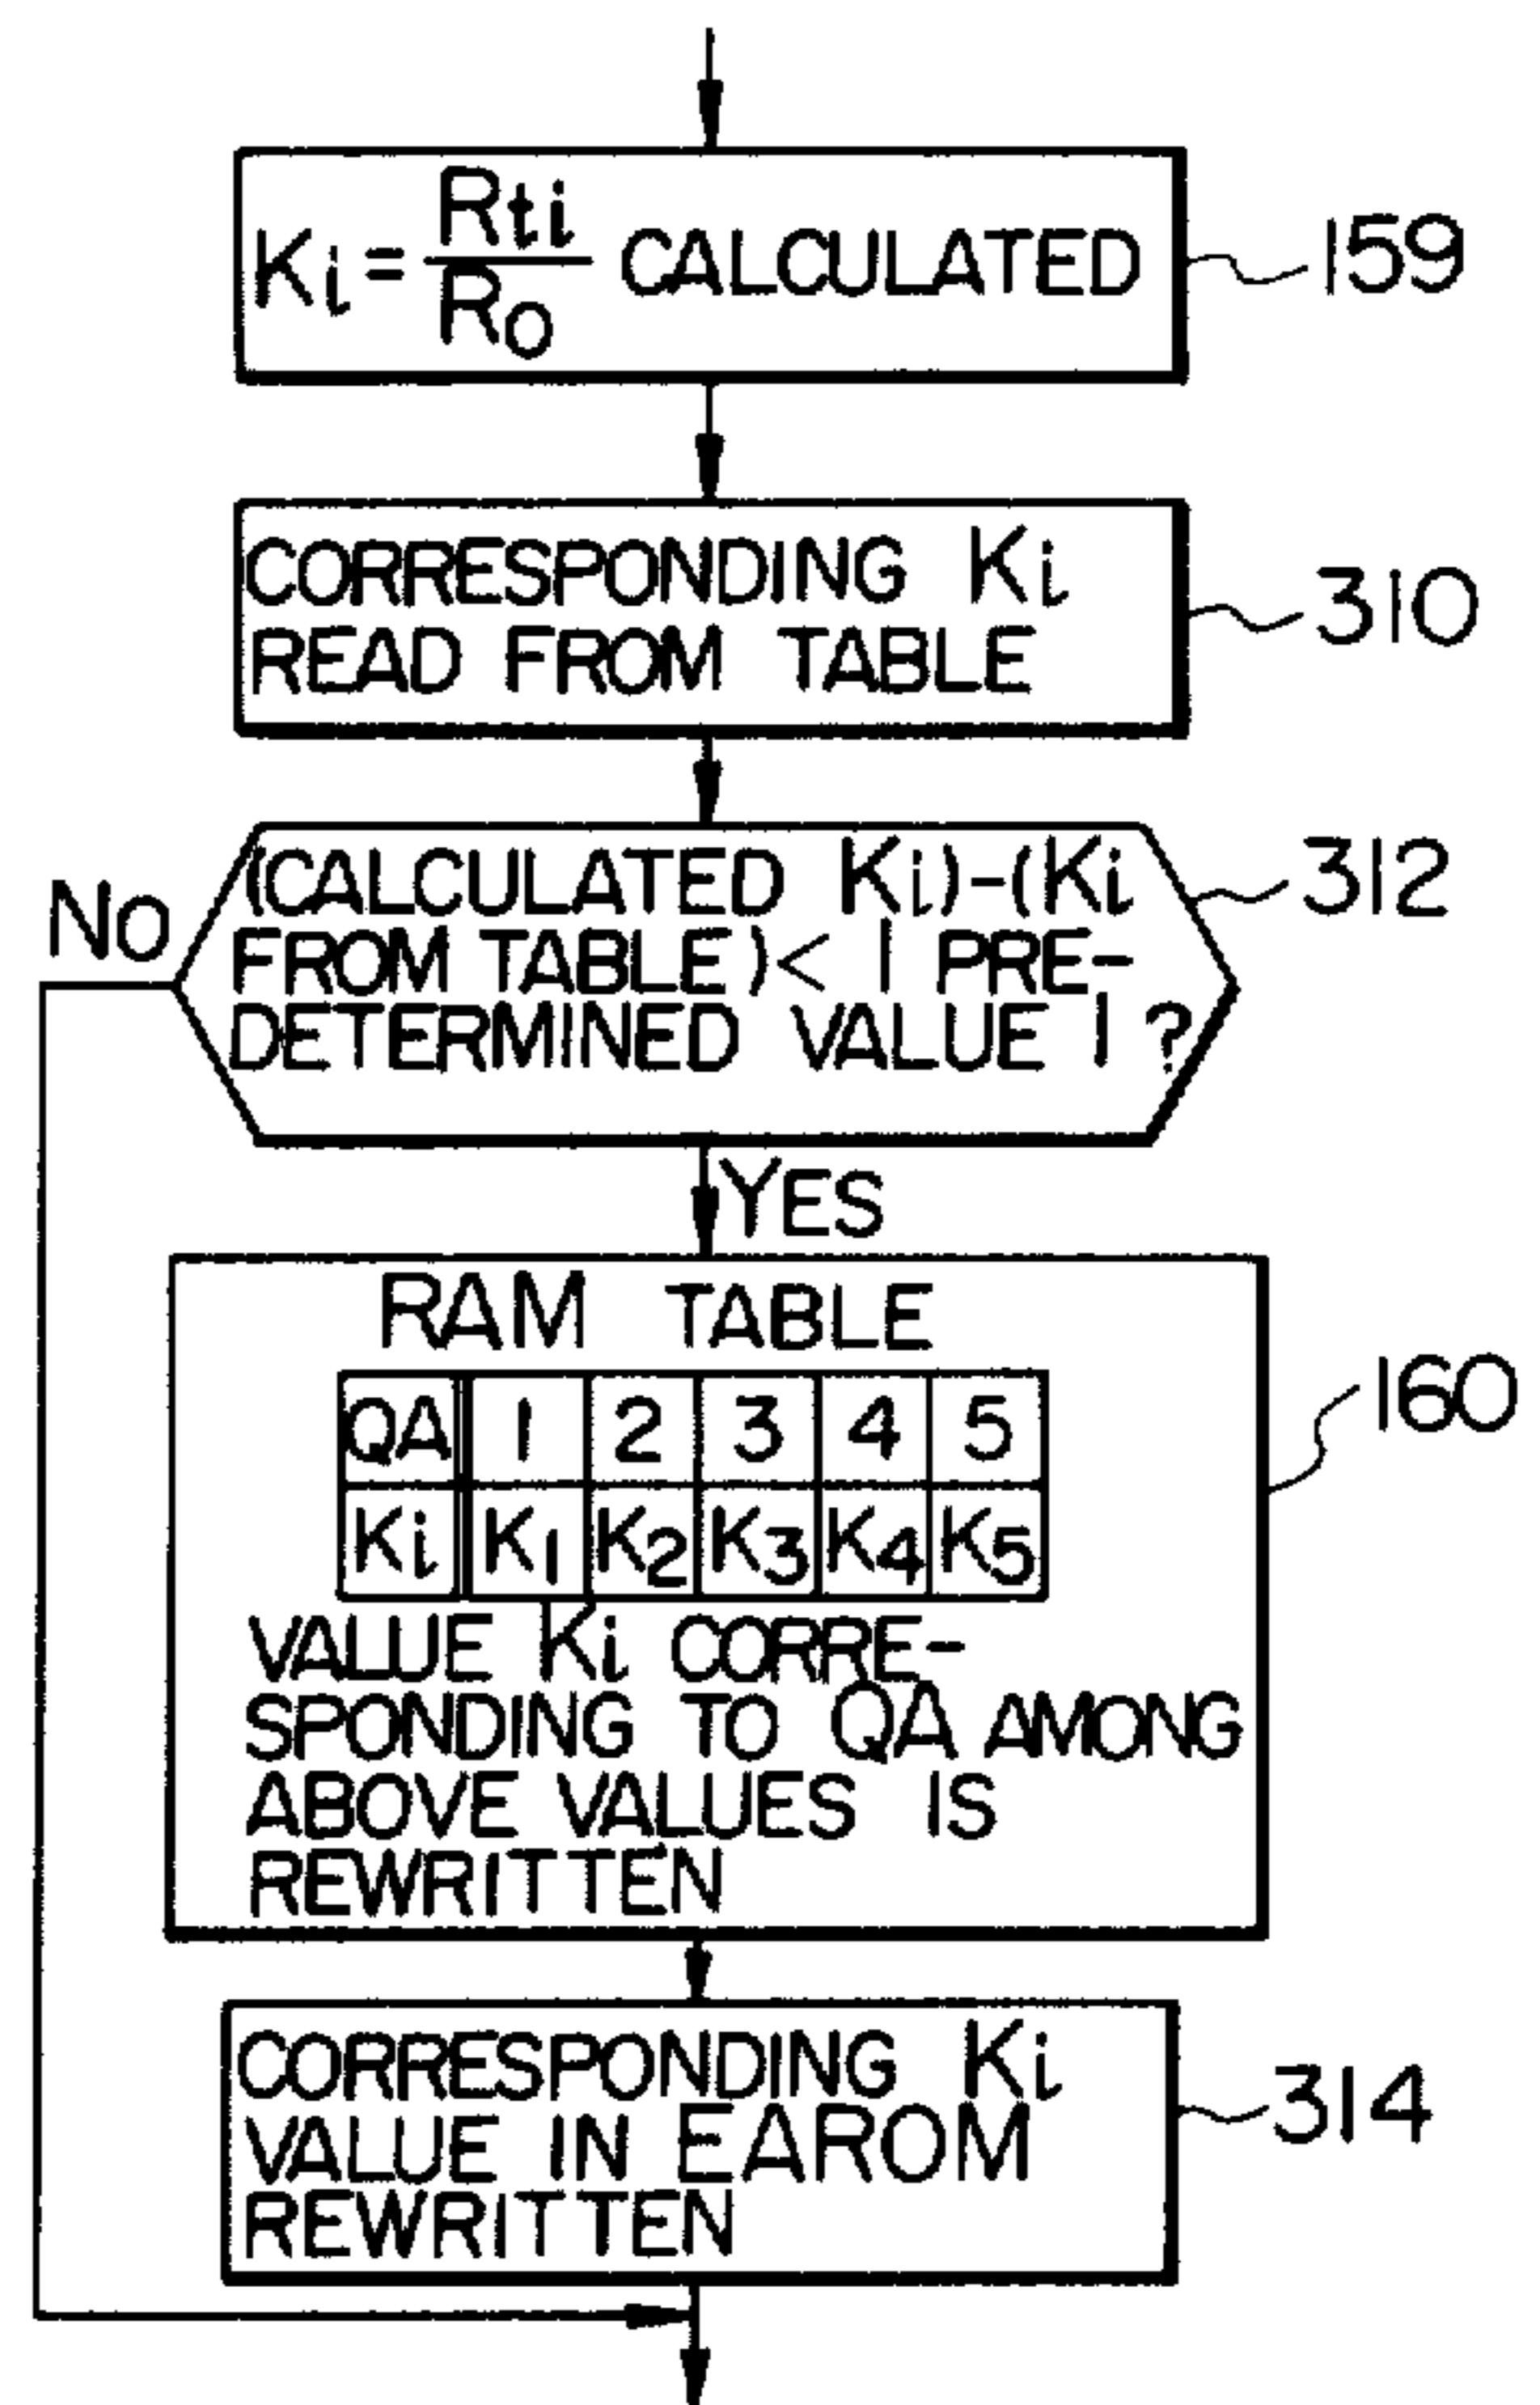 Ki = Rti / Ro CALCULATED
159
CORRESPONDING Ki
READ FROM TABLE
310
(CALCULATED Ki)-(Ki
FROM TABLE)< | PRE-
DETERMINED VALUE | ?
312
NO
YES
RAM TABLE
QA 1 2 3 4 5
Ki K1 K2 K3 K4 K5
VALUE Ki CORRE-
SPONDING TO QA AMONG
ABOVE VALUES IS
REWRITTEN
160
CORRESPONDING Ki
VALUE IN EAROM
REWRITTEN
314